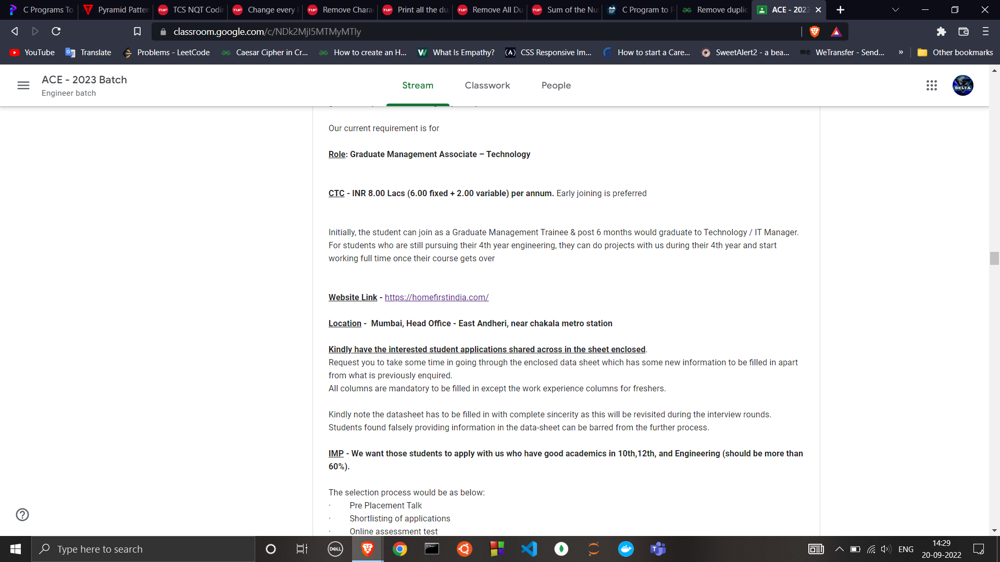 C Programs To
Pyramid Patter
TCS NQT Codi
Change every
Remove Chara
Print all the du
Remove All Du
Sum of the Nu
C Program to
Remove duplic
ACE - 2023
classroom.google.com/c/NDk2MjI5MTMyMTIy
YouTube
Translate
Problems - LeetCode
Caesar Cipher in Cr...
How to create an H...
What Is Empathy?
CSS Responsive Im...
How to start a Care...
SweetAlert2 - a bea...
WeTransfer - Send...
»
Other bookmarks
ACE - 2023 Batch
Engineer batch
Stream
Classwork
People
DELTA
Our current requirement is for
Role: Graduate Management Associate – Technology
CTC - INR 8.00 Lacs (6.00 fixed + 2.00 variable) per annum. Early joining is preferred
Initially, the student can join as a Graduate Management Trainee & post 6 months would graduate to Technology / IT Manager.
For students who are still pursuing their 4th year engineering, they can do projects with us during their 4th year and start
working full time once their course gets over
Website Link - https://homefirstindia.com/
Location -  Mumbai, Head Office - East Andheri, near chakala metro station
Kindly have the interested student applications shared across in the sheet enclosed.
Request you to take some time in going through the enclosed data sheet which has some new information to be filled in apart
from what is previously enquired.
All columns are mandatory to be filled in except the work experience columns for freshers.
Kindly note the datasheet has to be filled in with complete sincerity as this will be revisited during the interview rounds.
Students found falsely providing information in the data-sheet can be barred from the further process.
IMP - We want those students to apply with us who have good academics in 10th,12th, and Engineering (should be more than
60%).
The selection process would be as below:
· Pre Placement Talk
· Shortlisting of applications
· Online assessment test
Type here to search
DELL
ENG
14:29
20-09-2022